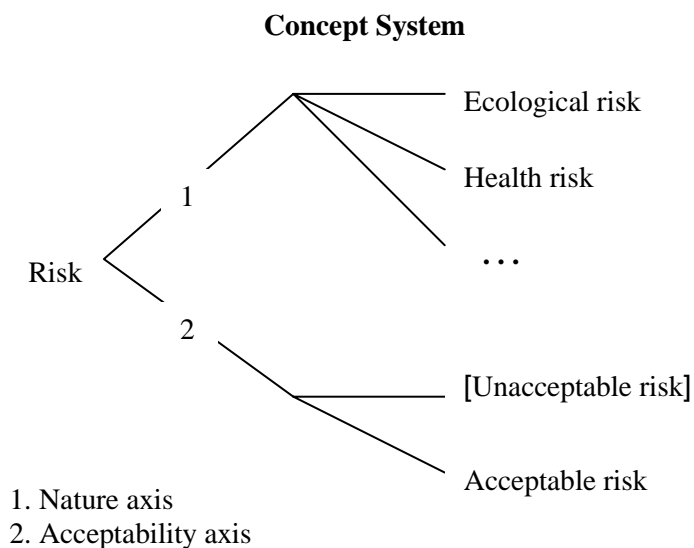 Concept System
Ecological risk
Health risk
1
...
Risk
2
[Unacceptable risk]
Acceptable risk
1. Nature axis
2. Acceptability axis